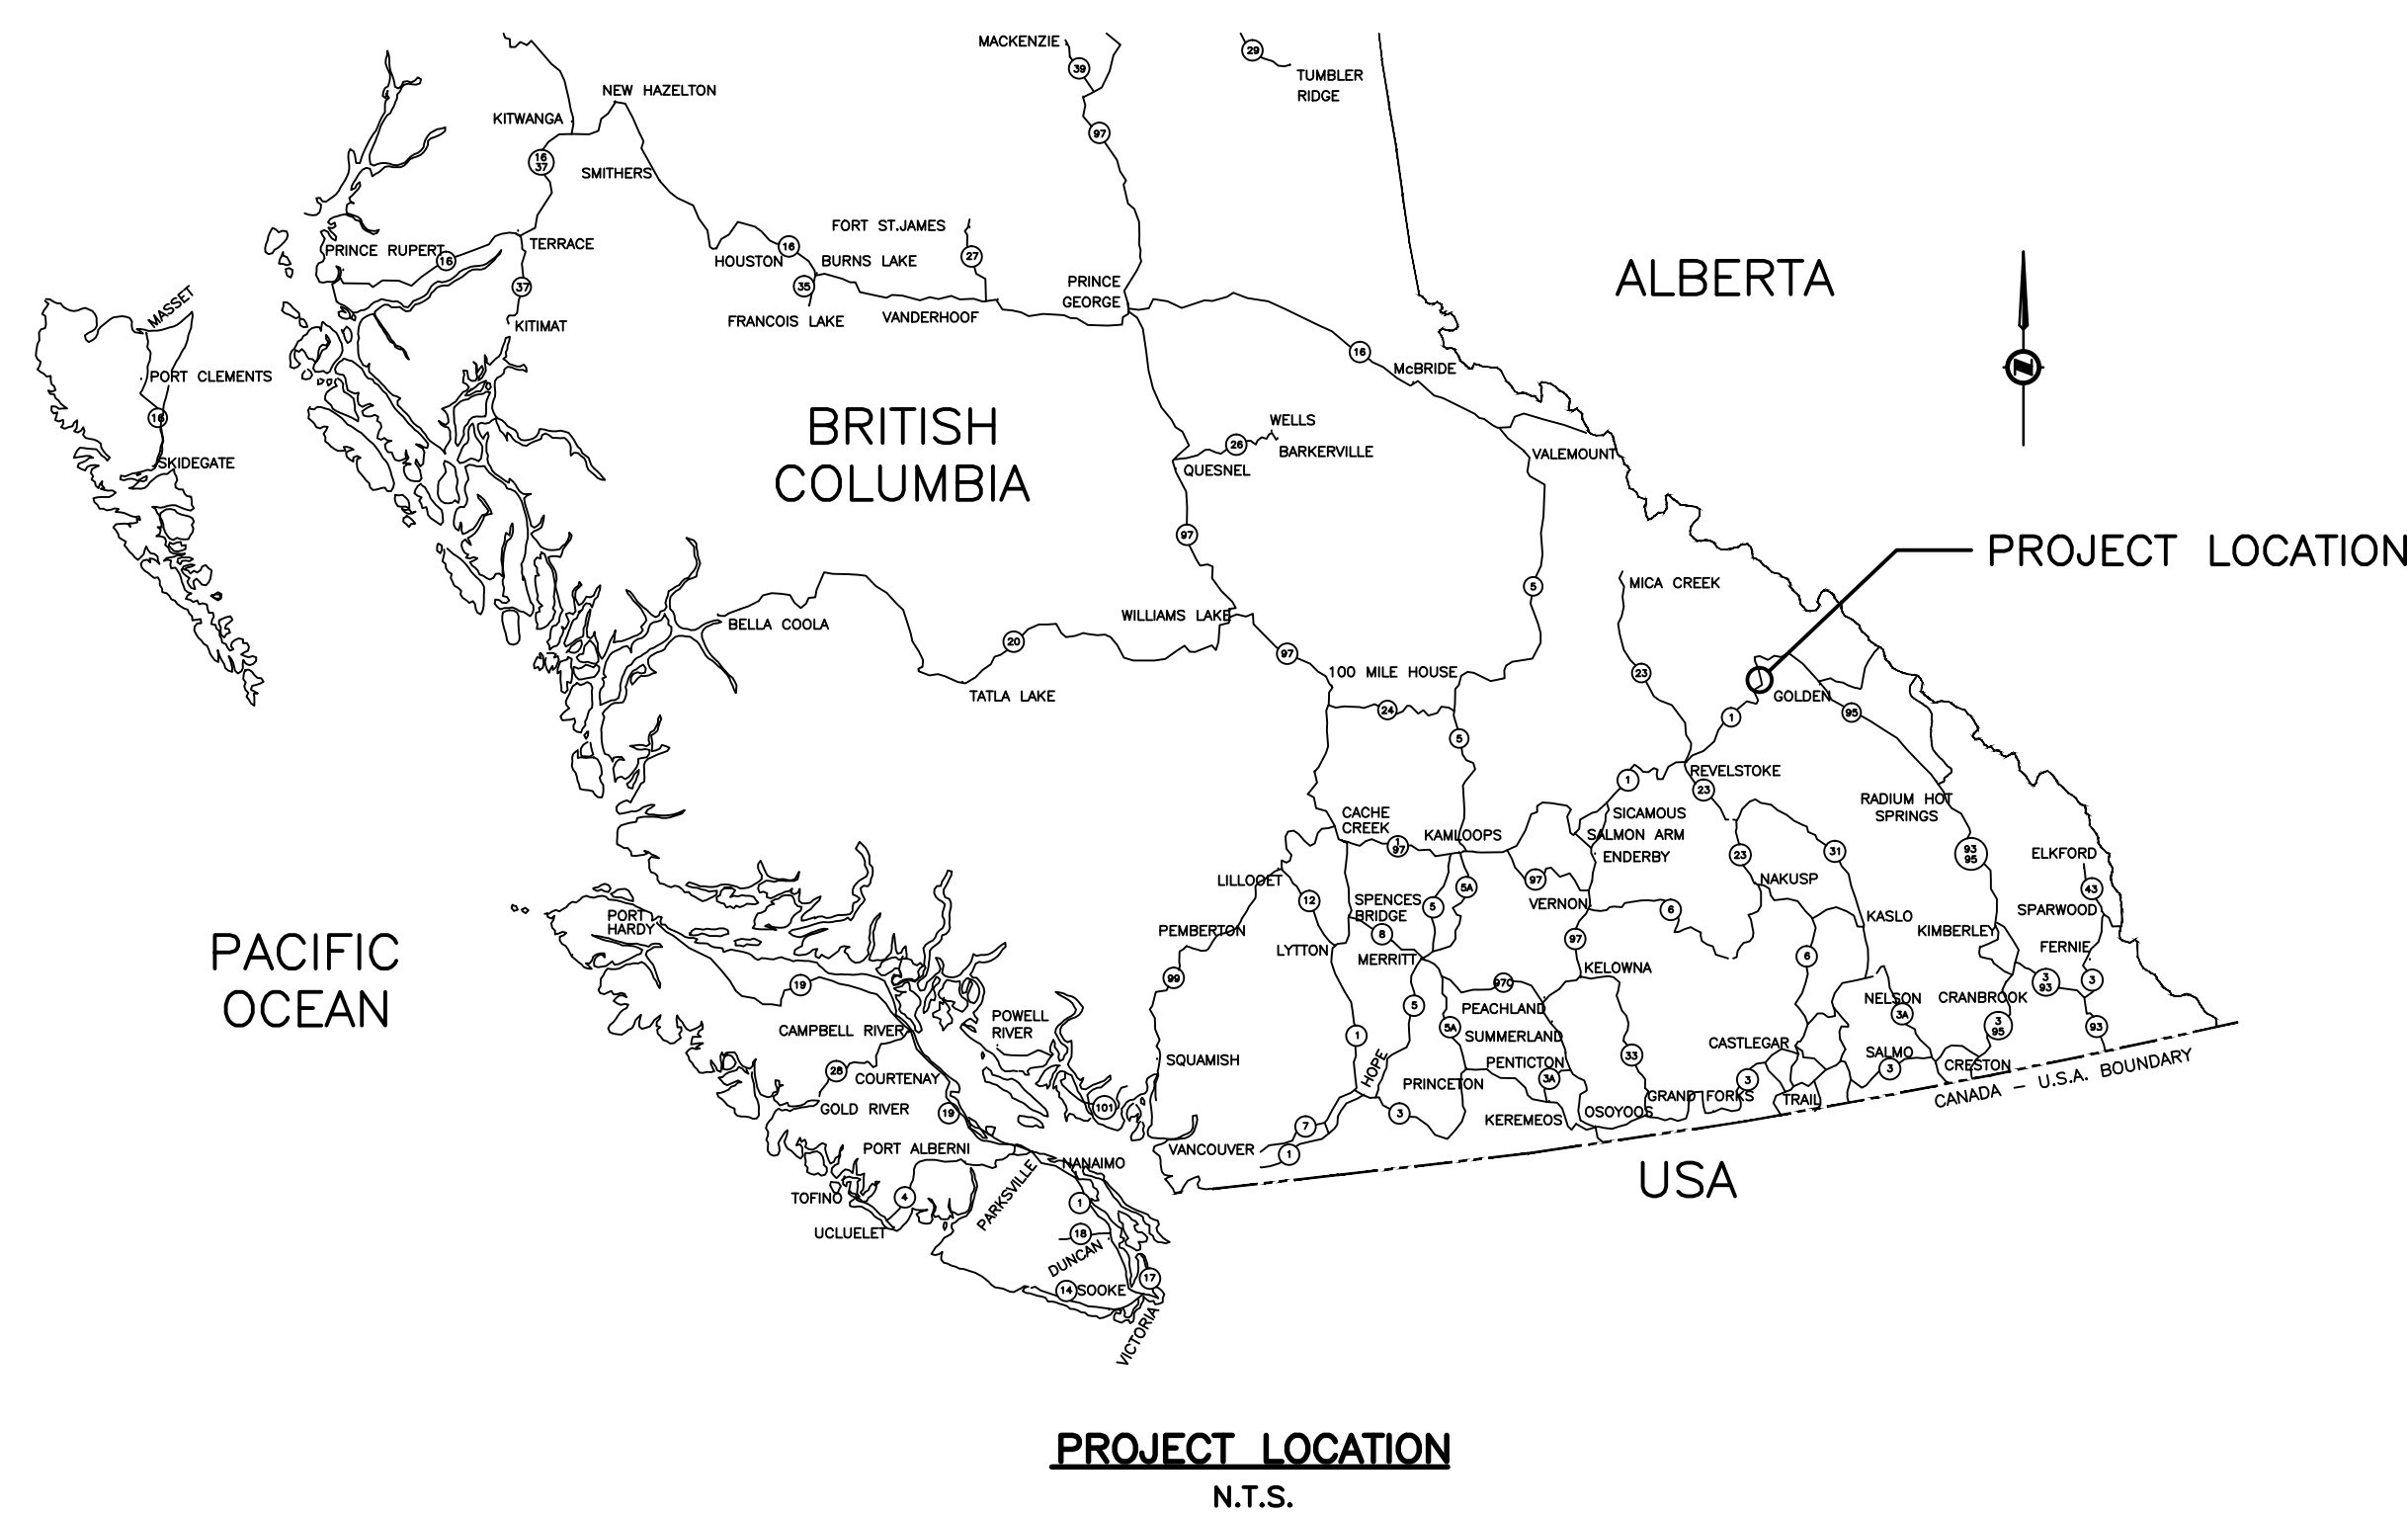 MACKENZIE
39
29
TUMBLER
RIDGE
NEW HAZELTON
KITWANGA
97
16
37
SMITHERS
FORT ST.JAMES
PRINCE RUPERT
16
TERRACE
16
27
HOUSTON
BURNS LAKE
ALBERTA
37
35
PRINCE
GEORGE
MASSET
KITIMAT
FRANCOIS LAKE
VANDERHOOF
16
McBRIDE
PORT CLEMENTS
16
BRITISH
COLUMBIA
WELLS
26
BARKERVILLE
VALEMOUNT
SKIDEGATE
QUESNEL
97
PROJECT LOCATION
MICA CREEK
5
WILLIAMS LAKE
BELLA COOLA
20
97
100 MILE HOUSE
23
TATLA LAKE
GOLDEN
24
1
95
5
REVELSTOKE
1
23
RADIUM HOT
SPRINGS
CACHE
CREEK
SICAMOUS
KAMLOOPS
SALMON ARM
1
97
ENDERBY
23
31
93
95
ELKFORD
LILLOOET
5A
97
NAKUSP
43
12
SPENCES
BRIDGE
5
VERNON
6
SPARWOOD
PORT
HARDY
KASLO
PEMBERTON
8
97
KIMBERLEY
PACIFIC
OCEAN
LYTTON
MERRITT
6
FERNIE
99
KELOWNA
19
97C
3
93
3
NELSON
CRANBROOK
5
PEACHLAND
3A
POWELL
RIVER
CAMPBELL RIVER
1
5A
SUMMERLAND
3
95
93
CASTLEGAR
SQUAMISH
HOPE
PENTICTON
33
SALMO
CRESTON
28
COURTENAY
PRINCETON
3A
3
3
CANADA – U.S.A. BOUNDARY
GOLD RIVER
19
101
GRAND FORKS
TRAIL
3
KEREMEOS
OSOYOOS
7
PORT ALBERNI
VANCOUVER
1
NANAIMO
USA
TOFINO
4
PARKSVILLE
1
UCLUELET
18
DUNCAN
17
14
SOOKE
VICTORIA
PROJECT LOCATION
N.T.S.